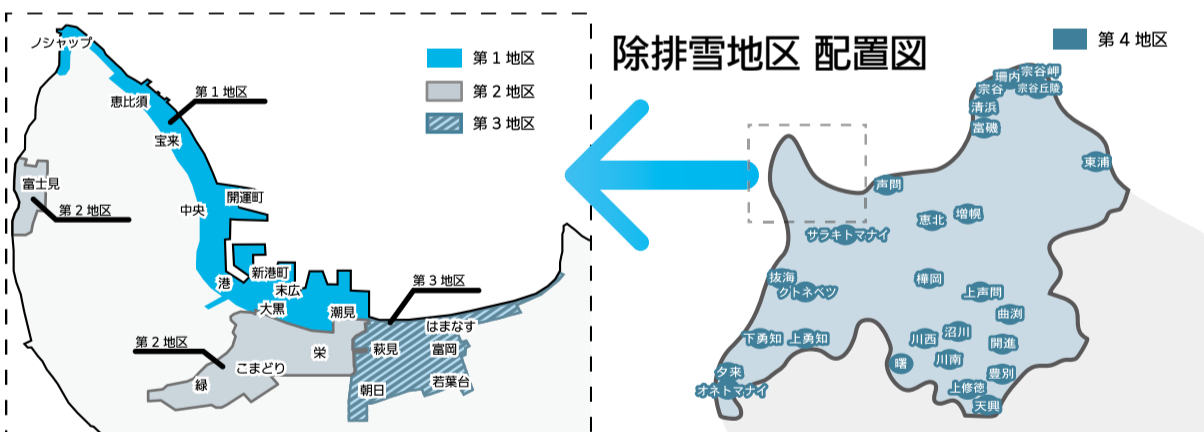 除排雪地区 配置図
第1地区
第2地区
第3地区
第4地区
ノシャップ
恵比須
第1地区
宝来
富士見
第2地区
中央
開運町
港
新港町
末広
大黒
潮見
第3地区
はまなす
第2地区
栄
萩見
富岡
こまどり
緑
朝日
若葉台
珊内
宗谷岬
宗谷
宗谷丘陵
清浜
富磯
東浦
声問
恵北
増幌
サラキトマナイ
抜海
クトネベツ
樺岡
上声問
曲渕
下勇知
上勇知
川西
沼川
開進
曙
川南
豊別
夕来
オネトマナイ
上修徳
天興